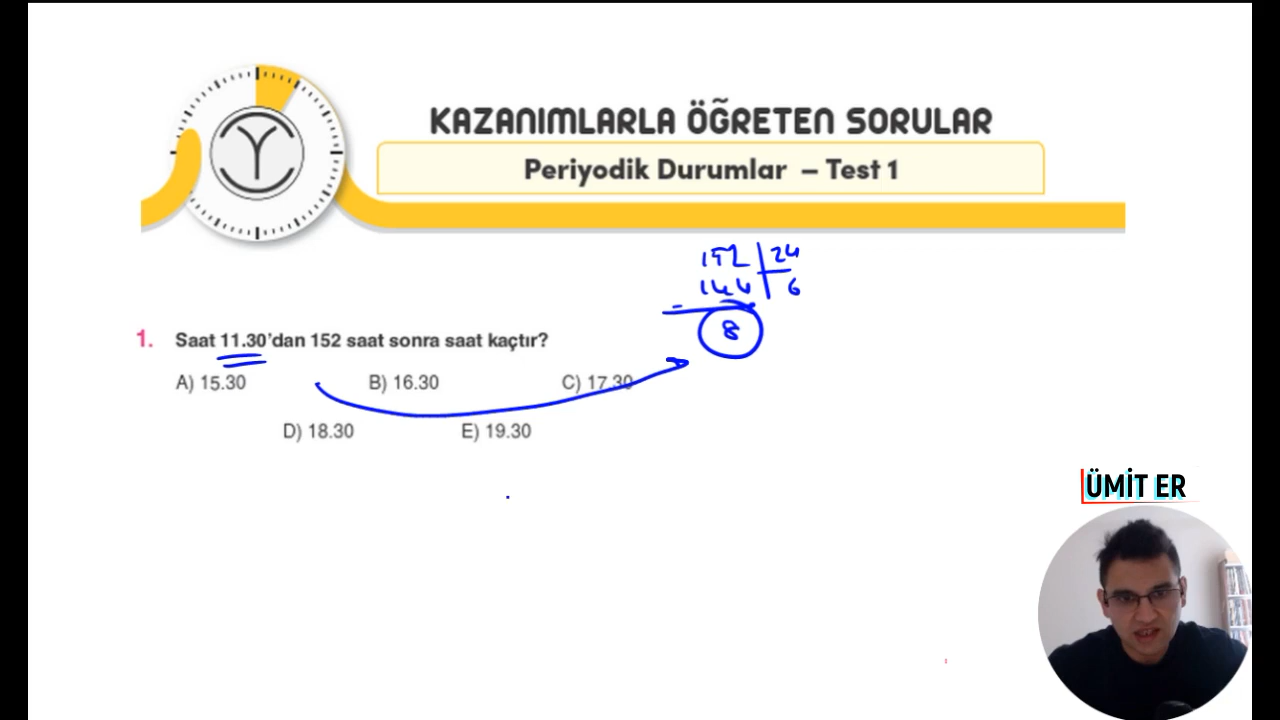 KAZANIMLARLA ÖĞRETEN SORULAR
Periyodik Durumlar – Test 1
152 24
144 6
- 
8
1. Saat 11.30'dan 152 saat sonra saat kaçtır?
A) 15.30 B) 16.30 C) 17.30
D) 18.30 E) 19.30
ÜMİT ER